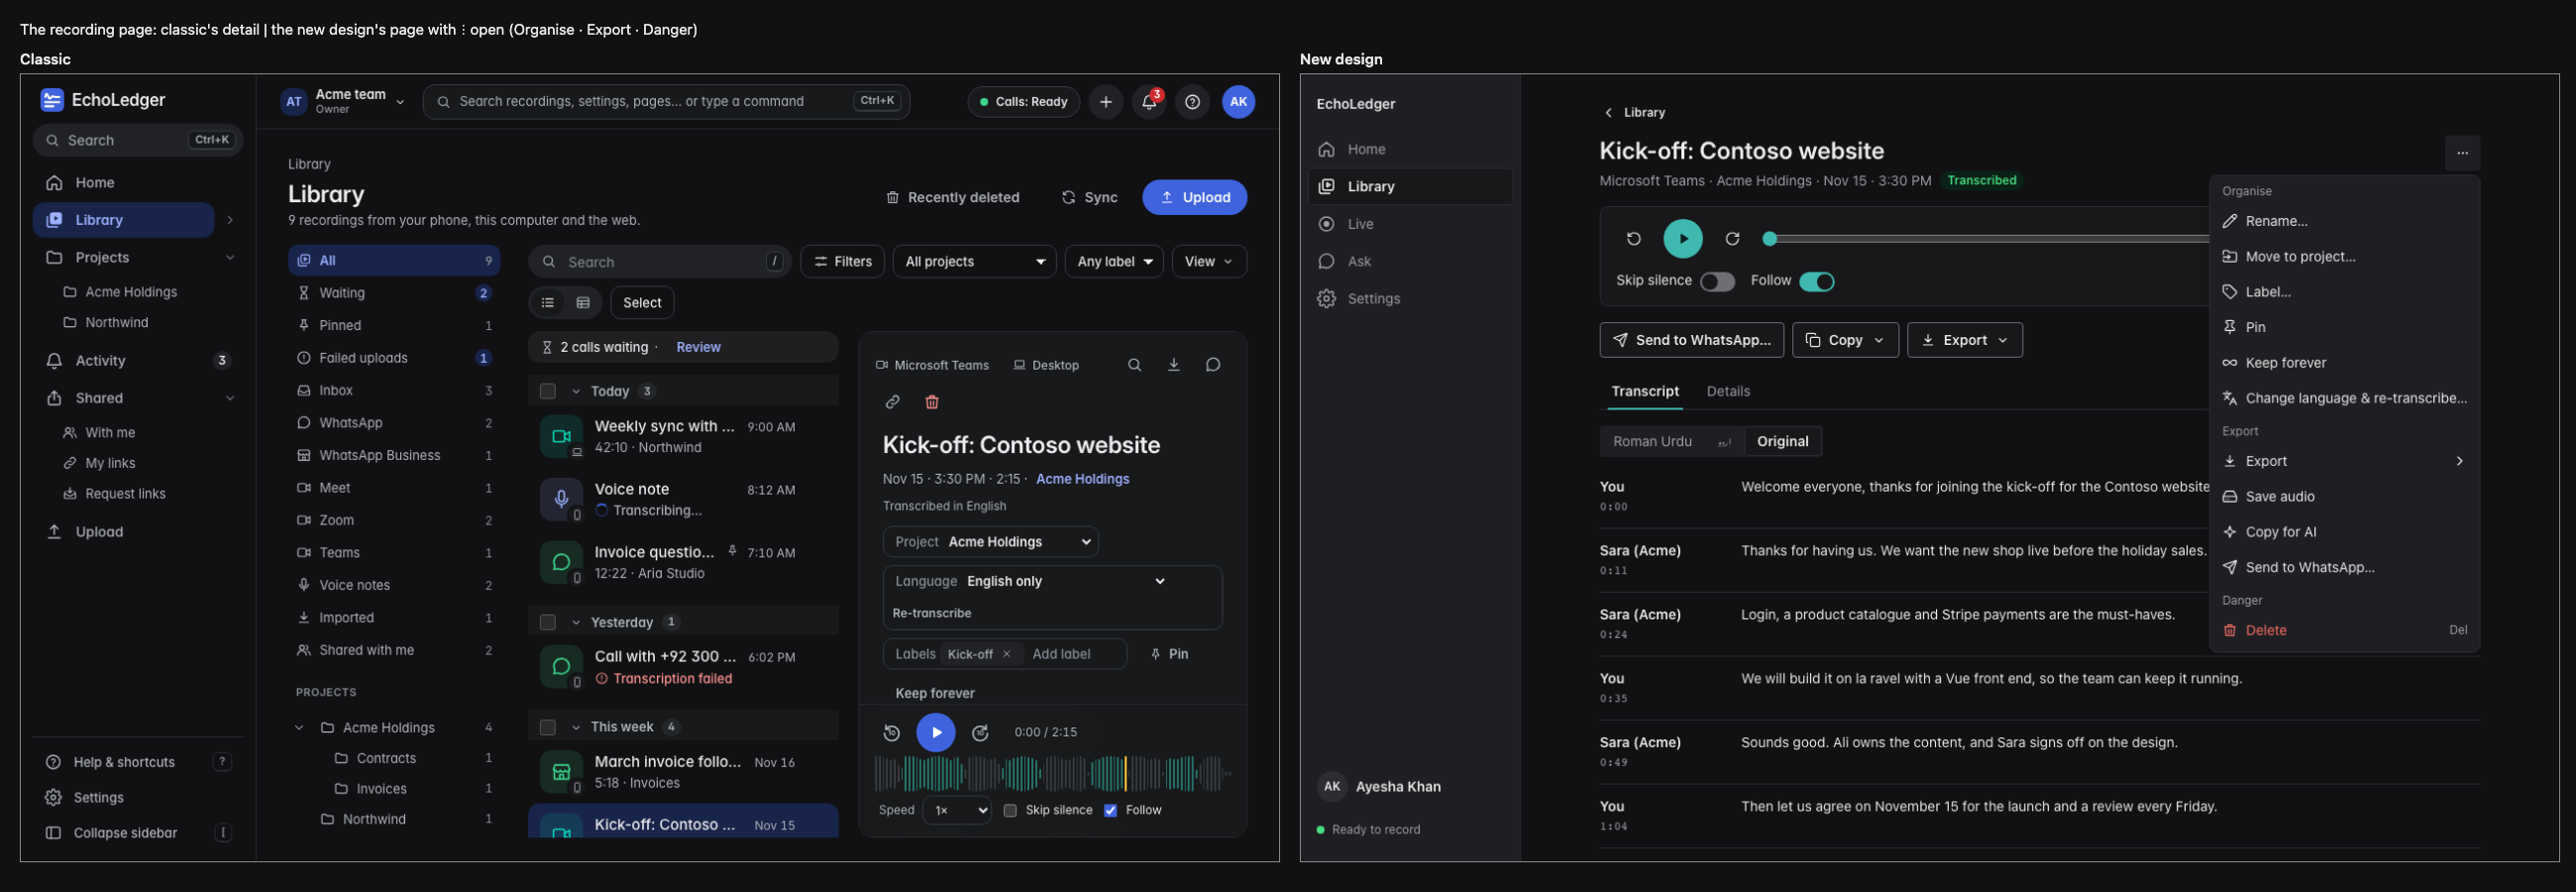 The recording page: classic's detail | the new design's page with ⋮ open (Organise · Export · Danger)
Classic
EchoLedger
Search Ctrl+K
Home
Library
Projects
Acme Holdings
Northwind
Activity 3
Shared
With me
My links
Request links
Upload
Help & shortcuts ?
Settings
Collapse sidebar [
AT Acme team
Owner
Search recordings, settings, pages... or type a command Ctrl+K
Calls: Ready
3
AK
Library
Library
9 recordings from your phone, this computer and the web.
Recently deleted
Sync
Upload
All 9
Waiting 2
Pinned 1
Failed uploads 1
Inbox 3
WhatsApp 2
WhatsApp Business 1
Meet 1
Zoom 2
Teams 1
Voice notes 2
Imported 1
Shared with me 2
PROJECTS
Acme Holdings 4
Contracts 1
Invoices 1
Northwind 1
Search /
Filters
All projects
Any label
View
Select
2 calls waiting · Review
Today 3
Weekly sync with ... 9:00 AM
42:10 · Northwind
Voice note 8:12 AM
Transcribing...
Invoice questio... 7:10 AM
12:22 · Aria Studio
Yesterday 1
Call with +92 300 ... 6:02 PM
Transcription failed
This week 4
March invoice follo... Nov 16
5:18 · Invoices
Kick-off: Contoso ... Nov 15
Microsoft Teams Desktop
Kick-off: Contoso website
Nov 15 · 3:30 PM · 2:15 · Acme Holdings
Transcribed in English
Project Acme Holdings
Language English only
Re-transcribe
Labels Kick-off × Add label
Pin
Keep forever
10 10 0:00 / 2:15
Speed 1× Skip silence Follow
New design
EchoLedger
Home
Library
Live
Ask
Settings
AK Ayesha Khan
Ready to record
Library
Kick-off: Contoso website
Microsoft Teams · Acme Holdings · Nov 15 · 3:30 PM Transcribed
Skip silence Follow
Send to WhatsApp...
Copy
Export
Transcript Details
Roman Urdu Original
You Welcome everyone, thanks for joining the kick-off for the Contoso website
0:00
Sara (Acme) Thanks for having us. We want the new shop live before the holiday sales.
0:11
Sara (Acme) Login, a product catalogue and Stripe payments are the must-haves.
0:24
You We will build it on la ravel with a Vue front end, so the team can keep it running.
0:35
Sara (Acme) Sounds good. Ali owns the content, and Sara signs off on the design.
0:49
You Then let us agree on November 15 for the launch and a review every Friday.
1:04
Organise
Rename...
Move to project...
Label...
Pin
Keep forever
Change language & re-transcribe...
Export
Export
Save audio
Copy for AI
Send to WhatsApp...
Danger
Delete Del